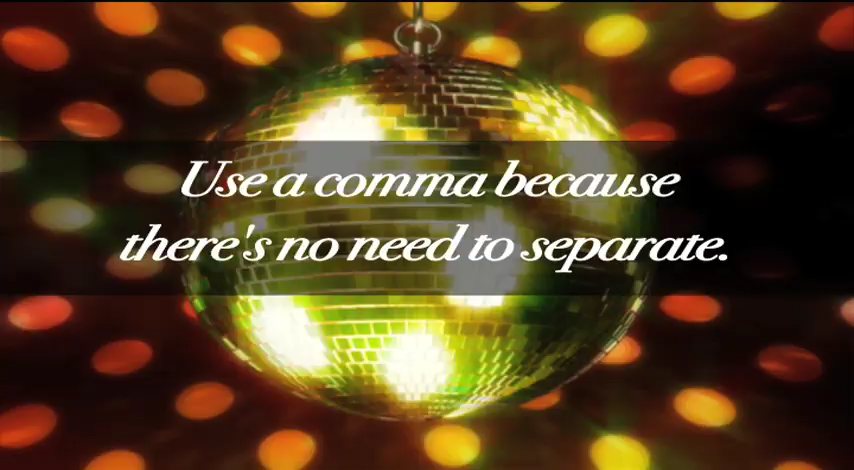 Use a comma because
there's no need to separate.